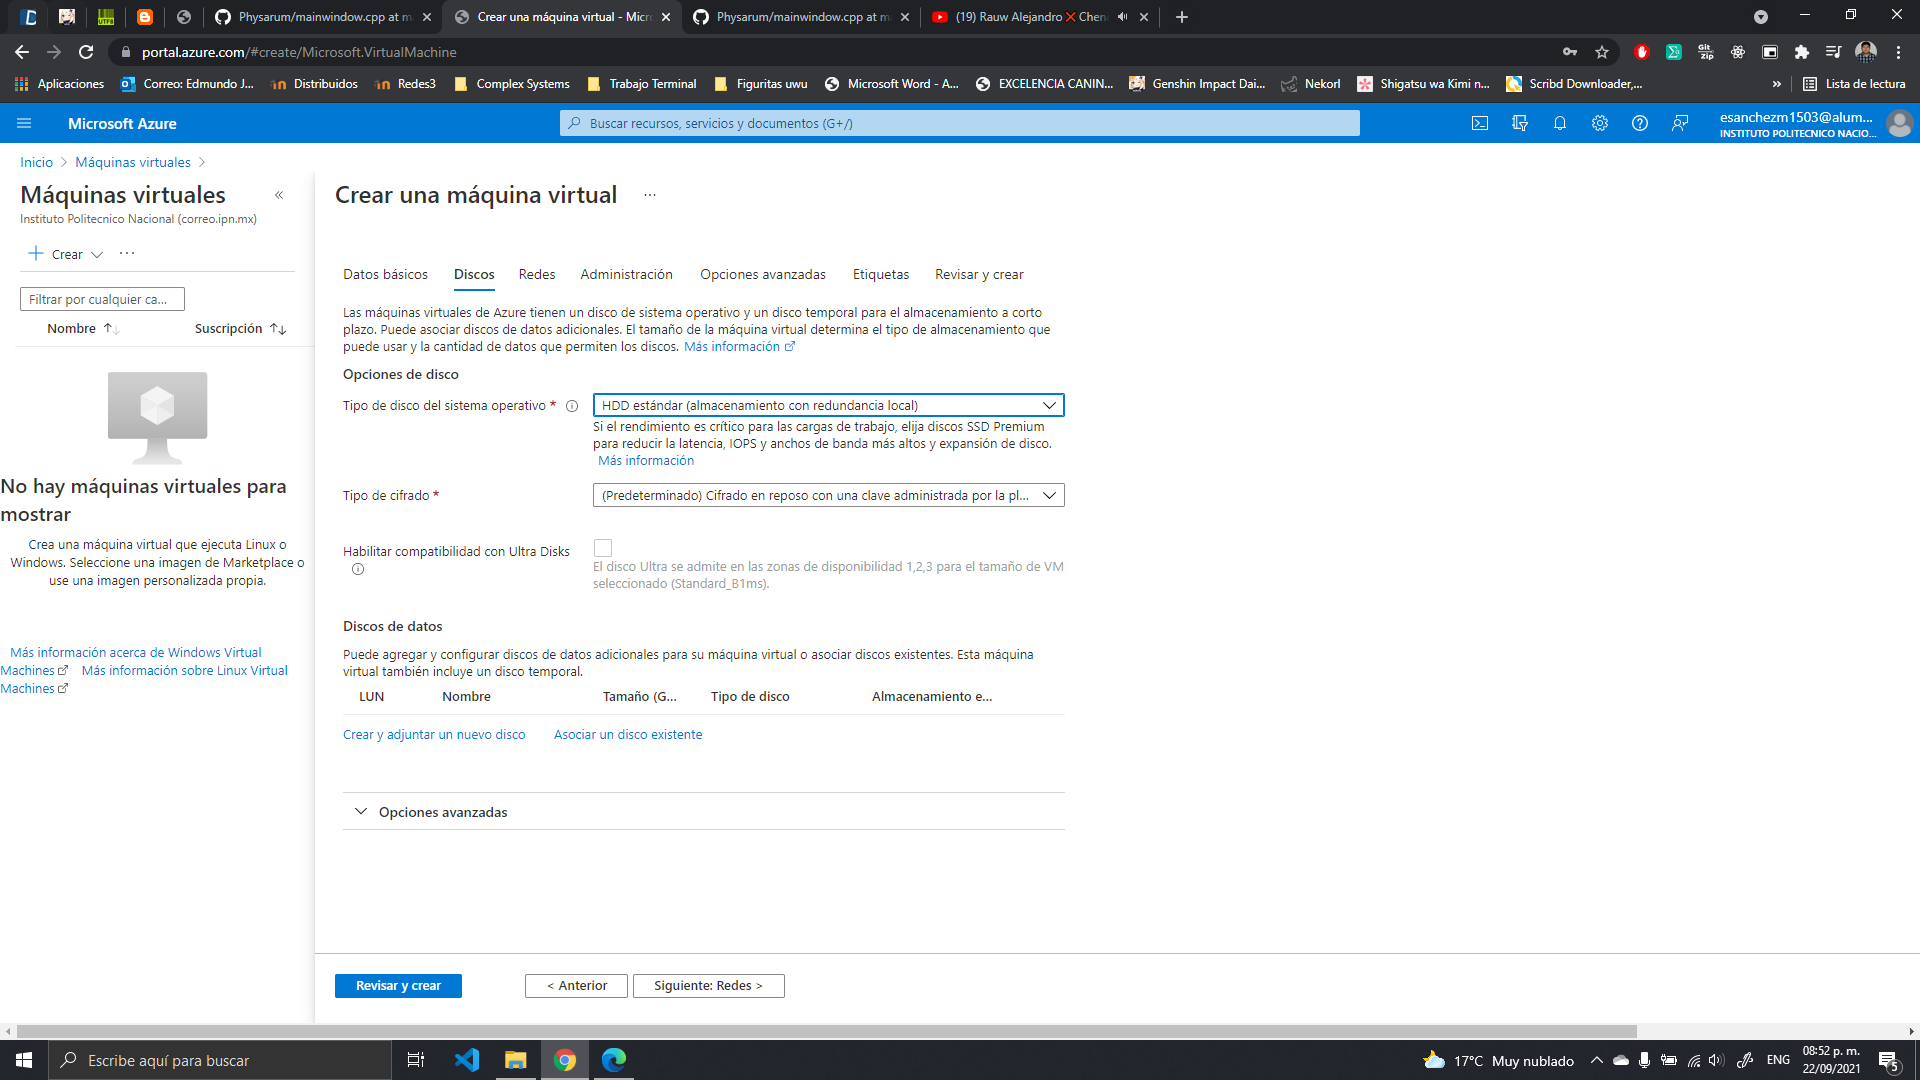 Physarum/mainwindow.cpp at m
Crear una máquina virtual - Micr
Physarum/mainwindow.cpp at m
(19) Rauw Alejandro❌Chen
portal.azure.com/#create/Microsoft.VirtualMachine
Aplicaciones
Correo: Edmundo J...
Distribuidos
Redes3
Complex Systems
Trabajo Terminal
Figuritas uwu
Microsoft Word - A...
EXCELENCIA CANIN...
Genshin Impact Dai...
Nekorl
Shigatsu wa Kimi n...
Scribd Downloader,...
»
Lista de lectura
Microsoft Azure
Buscar recursos, servicios y documentos (G+/)
esanchezm1503@alum...
INSTITUTO POLITECNICO NACIO...
Inicio > Máquinas virtuales >
Máquinas virtuales
«
Instituto Politecnico Nacional (correo.ipn.mx)
+ Crear
...
Filtrar por cualquier ca...
Nombre
Suscripción
No hay máquinas virtuales para
mostrar
Crea una máquina virtual que ejecuta Linux o
Windows. Seleccione una imagen de Marketplace o
use una imagen personalizada propia.
Más información acerca de Windows Virtual
Machines
Más información sobre Linux Virtual
Machines
Crear una máquina virtual
...
Datos básicos
Discos
Redes
Administración
Opciones avanzadas
Etiquetas
Revisar y crear
Las máquinas virtuales de Azure tienen un disco de sistema operativo y un disco temporal para el almacenamiento a corto
plazo. Puede asociar discos de datos adicionales. El tamaño de la máquina virtual determina el tipo de almacenamiento que
puede usar y la cantidad de datos que permiten los discos. Más información
Opciones de disco
Tipo de disco del sistema operativo *
HDD estándar (almacenamiento con redundancia local)
Si el rendimiento es crítico para las cargas de trabajo, elija discos SSD Premium
para reducir la latencia, IOPS y anchos de banda más altos y expansión de disco.
Más información
Tipo de cifrado *
(Predeterminado) Cifrado en reposo con una clave administrada por la pl...
Habilitar compatibilidad con Ultra Disks
El disco Ultra se admite en las zonas de disponibilidad 1,2,3 para el tamaño de VM
seleccionado (Standard_B1ms).
Discos de datos
Puede agregar y configurar discos de datos adicionales para su máquina virtual o asociar discos existentes. Esta máquina
virtual también incluye un disco temporal.
LUN
Nombre
Tamaño (G...
Tipo de disco
Almacenamiento e...
Crear y adjuntar un nuevo disco
Asociar un disco existente
Opciones avanzadas
Revisar y crear
< Anterior
Siguiente: Redes >
Escribe aquí para buscar
17°C Muy nublado
ENG
08:52 p. m.
22/09/2021
5